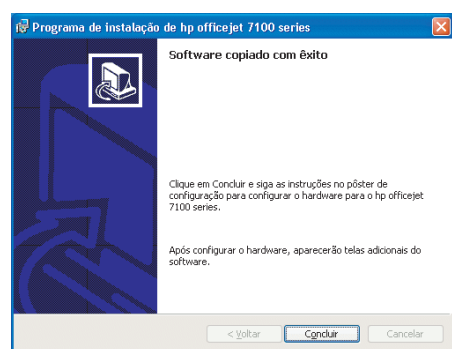 Programa de instalação de hp officejet 7100 series
Software copiado com êxito
Clique em Concluir e siga as instruções no pôster de
configuração para configurar o hardware para o hp officejet
7100 series.
Após configurar o hardware, aparecerão telas adicionais do
software.
< Voltar Concluir Cancelar